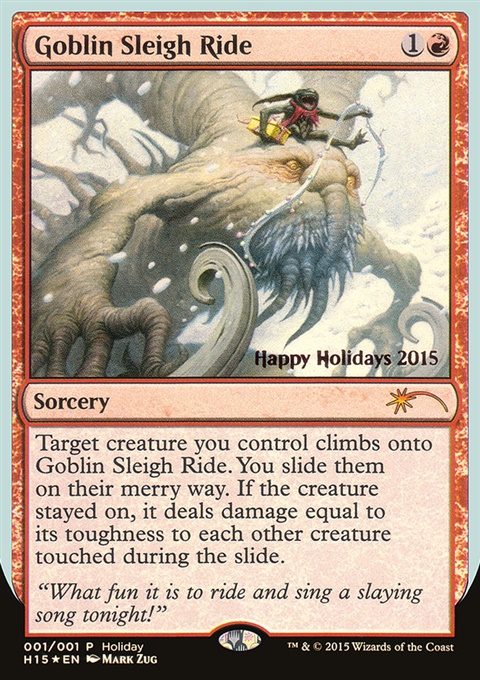 Goblin Sleigh Ride 1
Happy Holidays 2015
Sorcery
Target creature you control climbs onto
Goblin Sleigh Ride. You slide them
on their merry way. If the creature
stayed on, it deals damage equal to
its toughness to each other creature
touched during the slide.
“What fun it is to ride and sing a slaying
song tonight!”
001/001 P Holiday
H15★EN Mark Zug
™ & © 2015 Wizards of the Coast